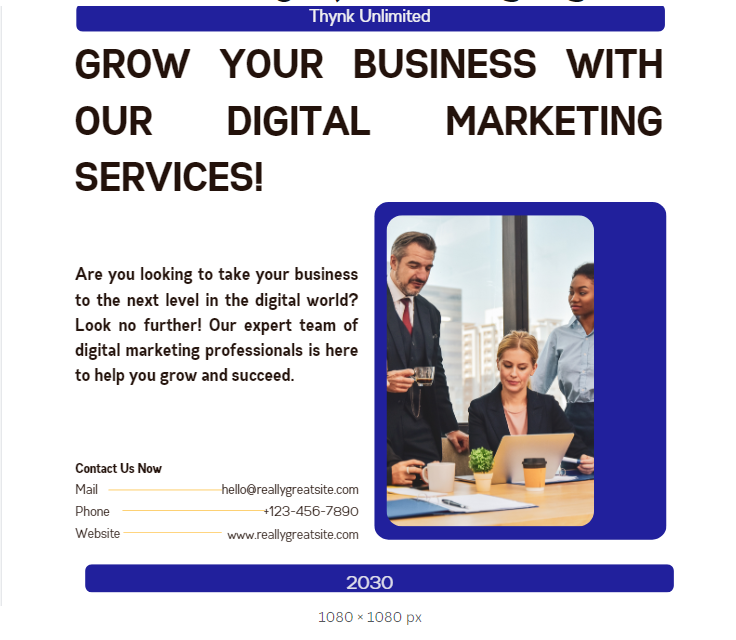 Thynk Unlimited
GROW YOUR BUSINESS WITH
OUR DIGITAL MARKETING
SERVICES!
Are you looking to take your business
to the next level in the digital world?
Look no further! Our expert team of
digital marketing professionals is here
to help you grow and succeed.
Contact Us Now
Mail hello@reallygreatsite.com
Phone +123-456-7890
Website www.reallygreatsite.com
2030
1080 × 1080 px